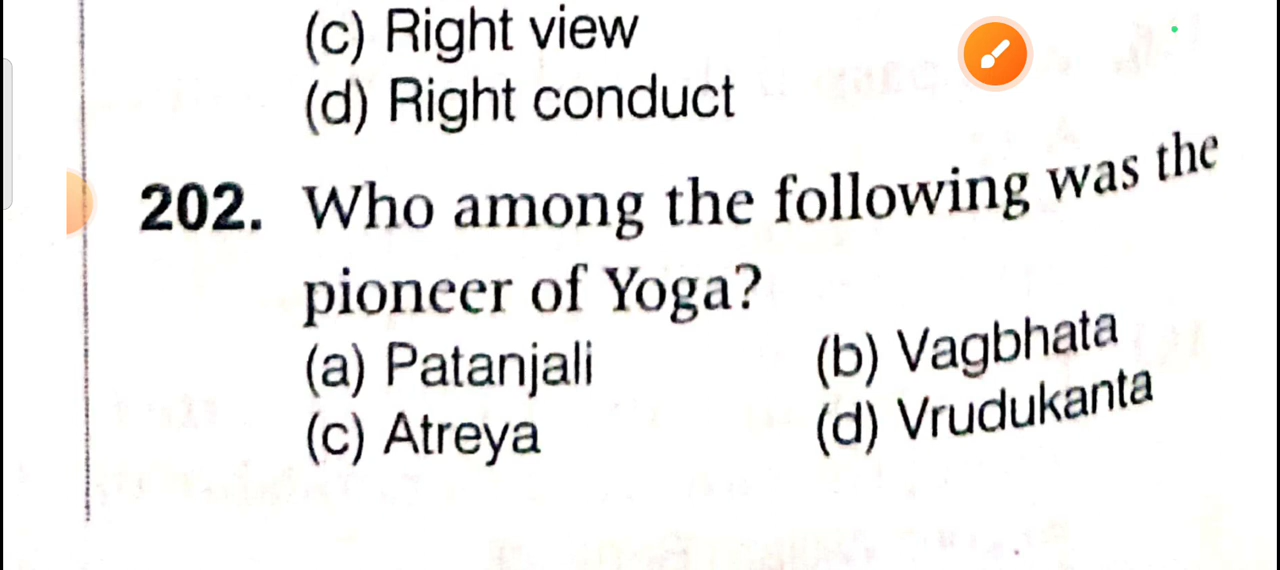 (c) Right view
(d) Right conduct
202. Who among the following was the
pioneer of Yoga?
(a) Patanjali (b) Vagbhata
(c) Atreya (d) Vrudukanta